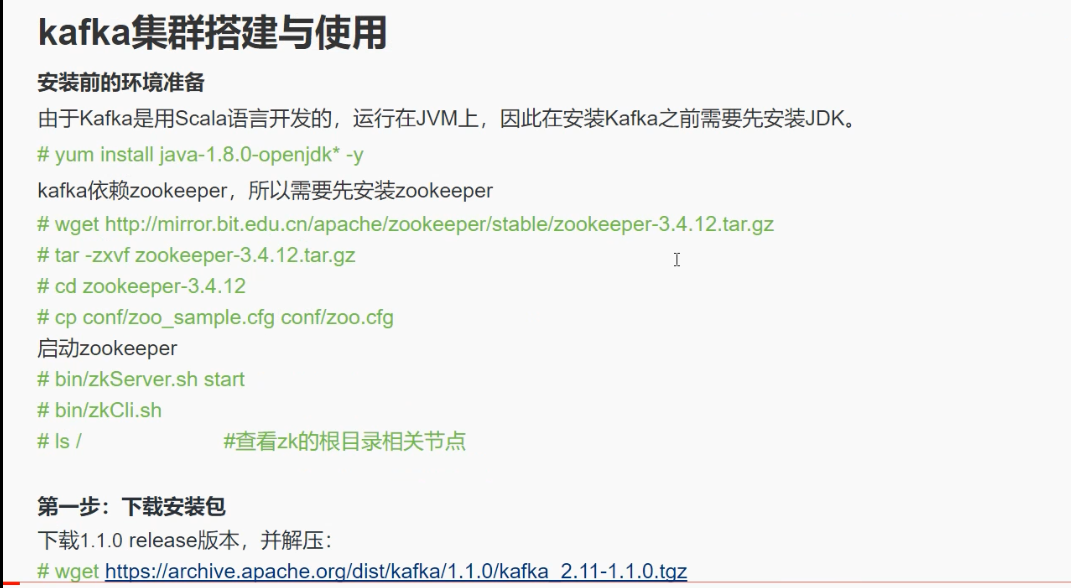 kafka集群搭建与使用
安装前的环境准备
由于Kafka是用Scala语言开发的，运行在JVM上，因此在安装Kafka之前需要先安装JDK。
# yum install java-1.8.0-openjdk* -y
kafka依赖zookeeper，所以需要先安装zookeeper
# wget http://mirror.bit.edu.cn/apache/zookeeper/stable/zookeeper-3.4.12.tar.gz
# tar -zxvf zookeeper-3.4.12.tar.gz
# cd zookeeper-3.4.12
# cp conf/zoo_sample.cfg conf/zoo.cfg
启动zookeeper
# bin/zkServer.sh start
# bin/zkCli.sh
# ls / #查看zk的根目录相关节点
第一步：下载安装包
下载1.1.0 release版本，并解压：
# wget https://archive.apache.org/dist/kafka/1.1.0/kafka_2.11-1.1.0.tgz